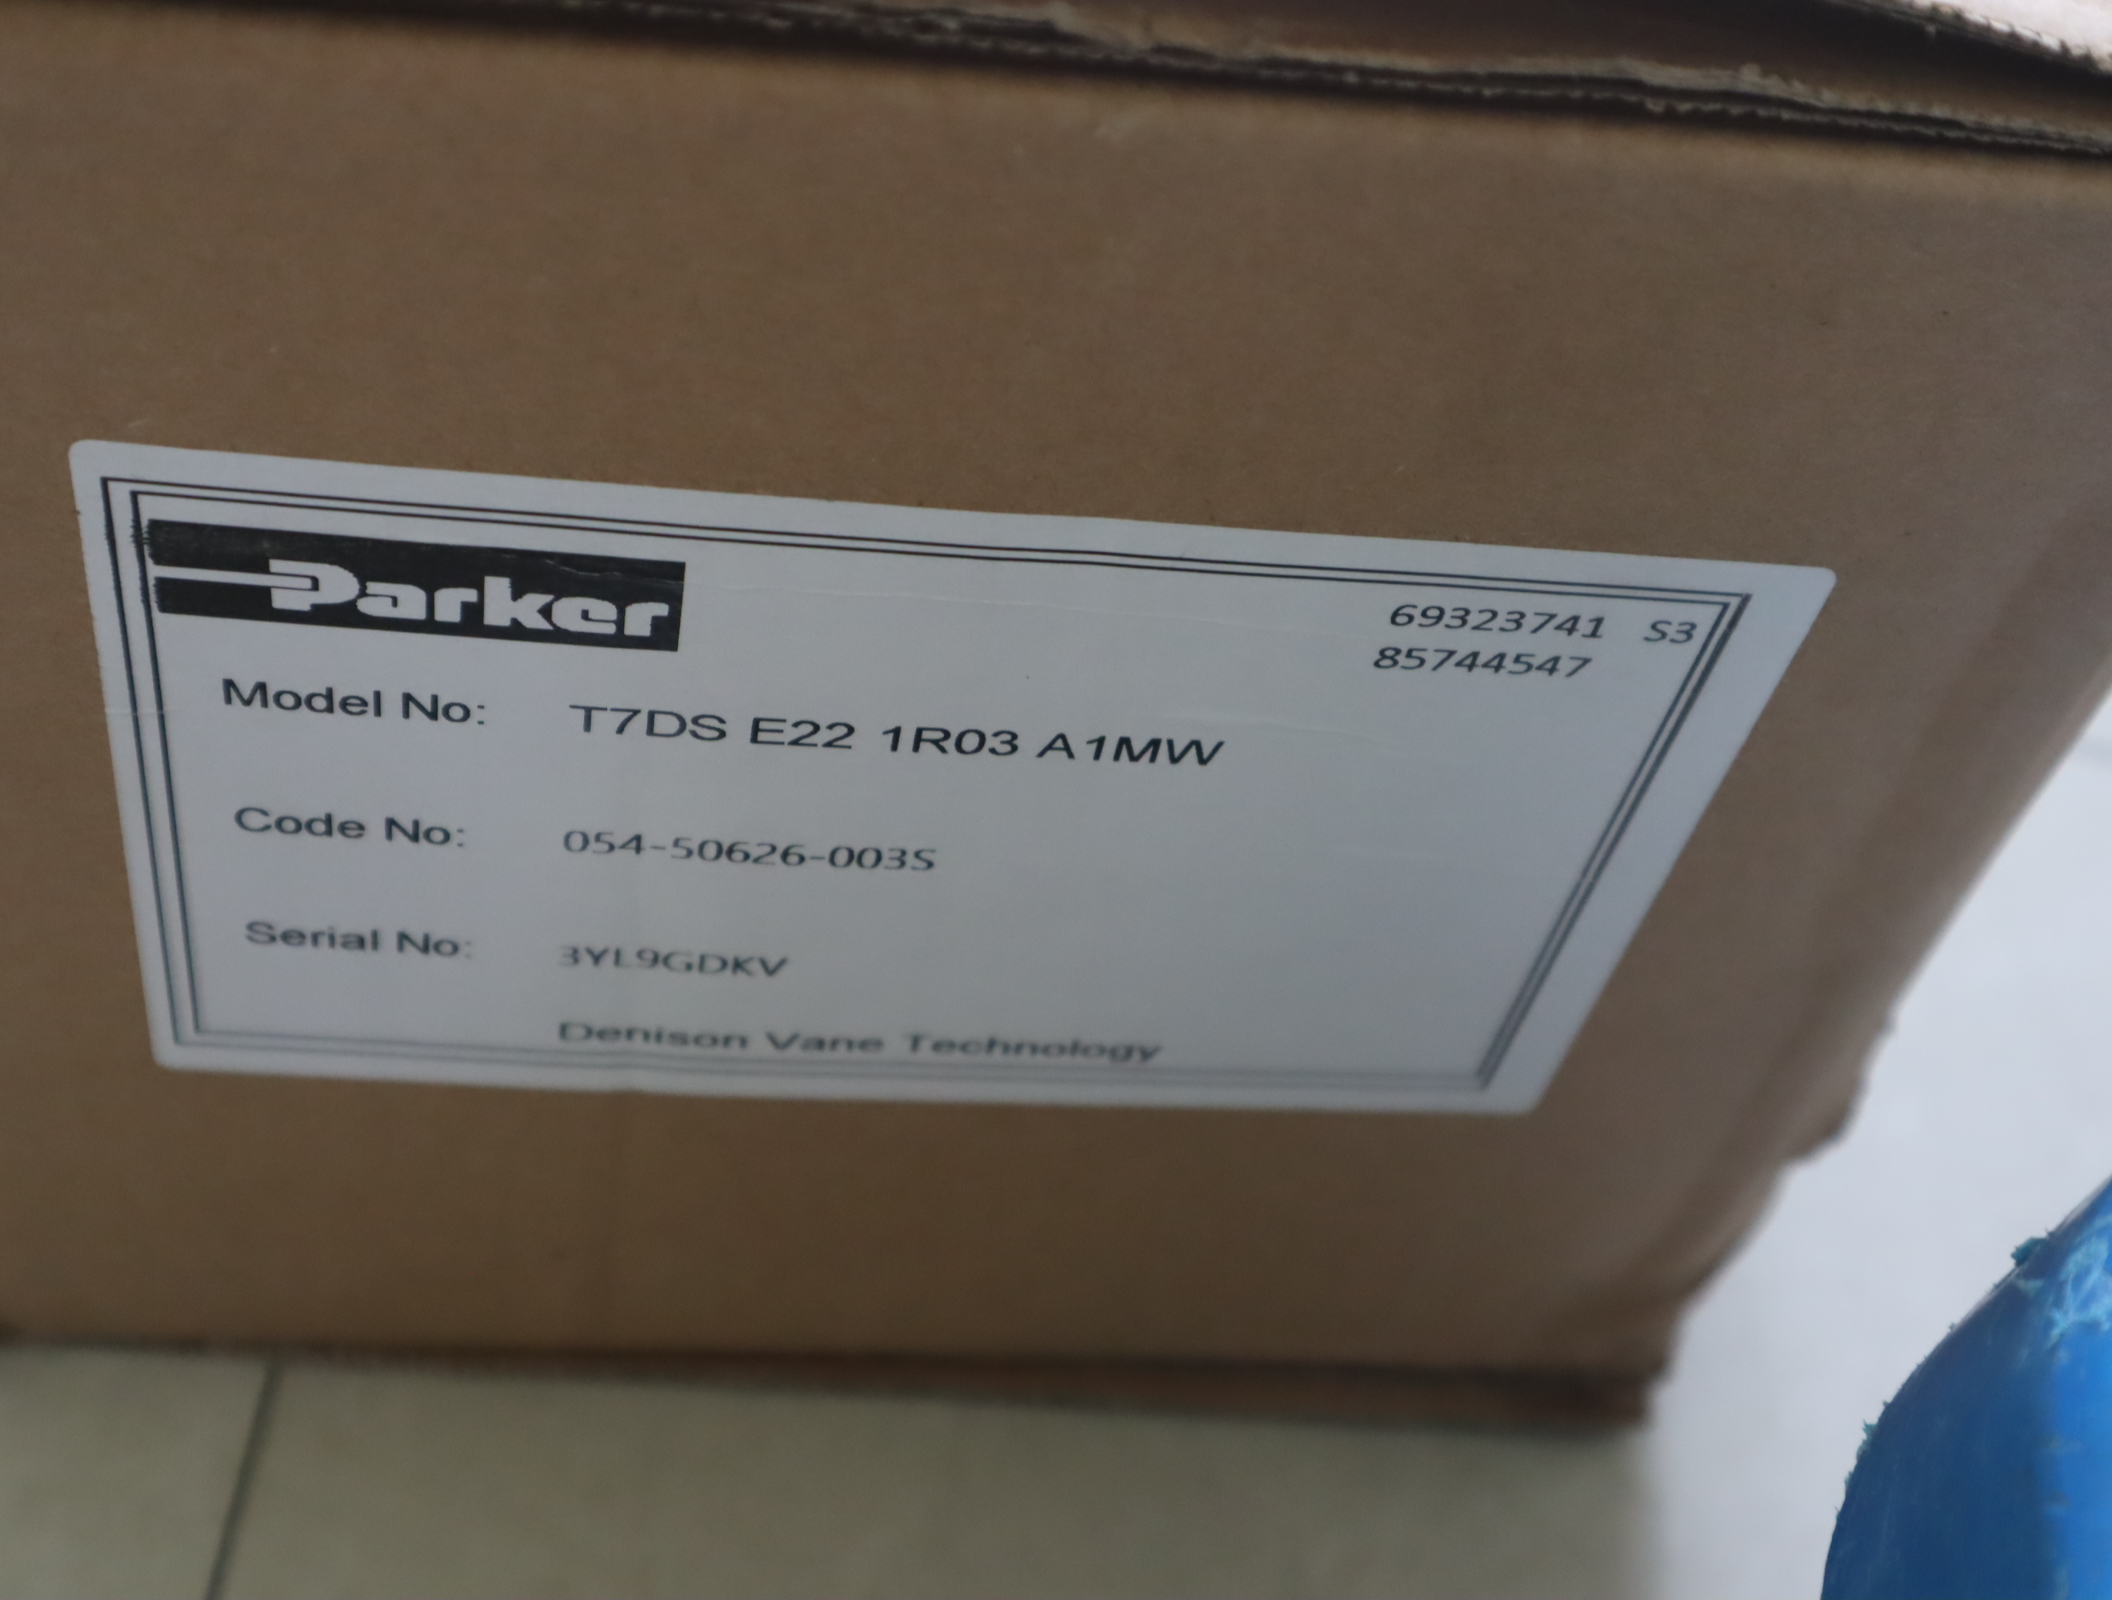 Parker
69323741 S3
85744547
Model No: T7DS E22 1R03 A1MW
Code No: 054-50626-003S
Serial No: 3YL9GDKV
Denison Vane Technology